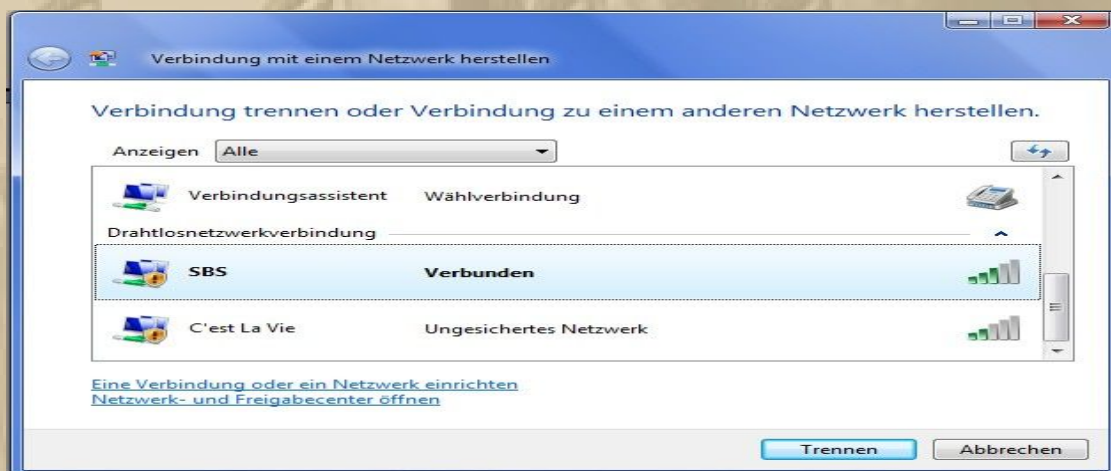 Verbindung mit einem Netzwerk herstellen
Verbindung trennen oder Verbindung zu einem anderen Netzwerk herstellen.
Anzeigen Alle
Verbindungsassistent Wählverbindung
Drahtlosnetzwerkverbindung
SBS Verbunden
C'est La Vie Ungesichertes Netzwerk
Eine Verbindung oder ein Netzwerk einrichten
Netzwerk- und Freigabecenter öffnen
Trennen Abbrechen